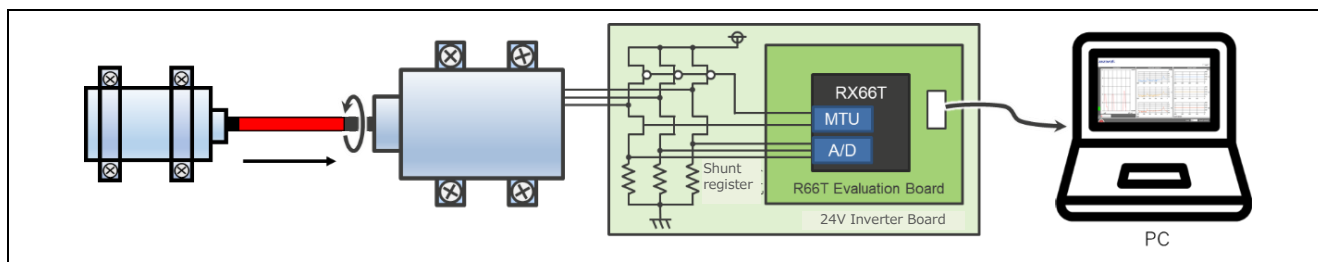 RX66T
MTU
A/D
Shunt
register
R66T Evaluation Board
24V Inverter Board
PC